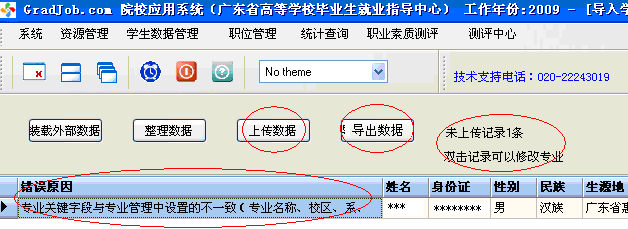 GradJob.com 院校应用系统（广东省高等学校毕业生就业指导中心） 工作年份:2009 - [导入学
系统 资源管理 学生数据管理 职位管理 统计查询 职业素质测评 测评中心
No theme 技术支持电话：020-22243019
装载外部数据 整理数据 上传数据 导出数据 未上传记录1条
双击记录可以修改专业
错误原因 姓名 身份证 性别 民族 生源地
专业关键字段与专业管理中设置的不一致(专业名称、校区、系、 *** ******** 男 汉族 广东省惠